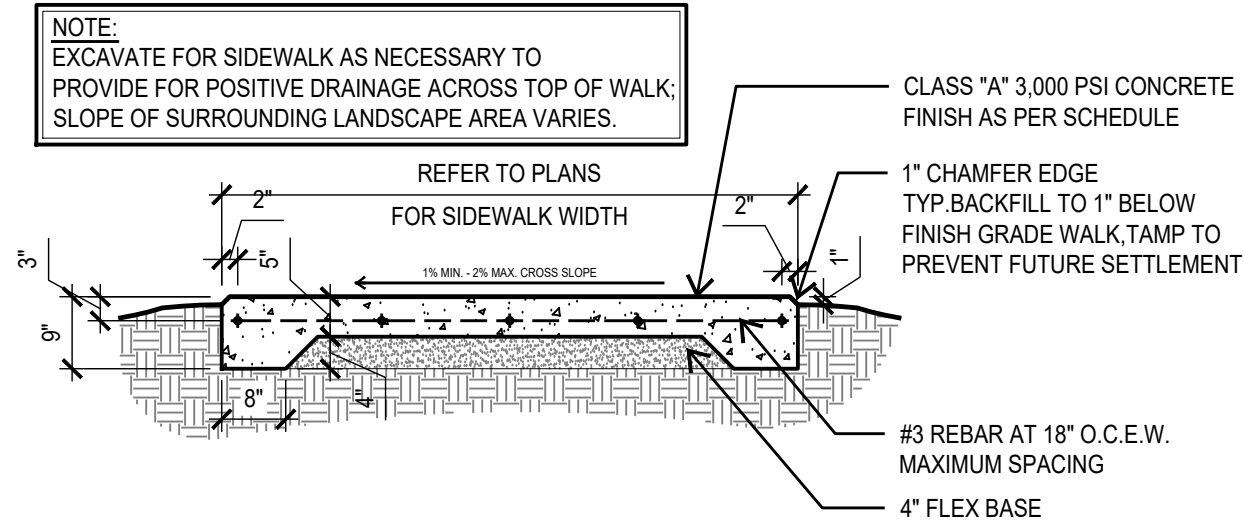 NOTE:
EXCAVATE FOR SIDEWALK AS NECESSARY TO
PROVIDE FOR POSITIVE DRAINAGE ACROSS TOP OF WALK;
SLOPE OF SURROUNDING LANDSCAPE AREA VARIES.
CLASS "A" 3,000 PSI CONCRETE
FINISH AS PER SCHEDULE
REFER TO PLANS
FOR SIDEWALK WIDTH
1" CHAMFER EDGE
TYP.BACKFILL TO 1" BELOW
FINISH GRADE WALK,TAMP TO
PREVENT FUTURE SETTLEMENT
2"
2"
3"
5"
1"
1% MIN. - 2% MAX. CROSS SLOPE
9"
8"
4"
#3 REBAR AT 18" O.C.E.W.
MAXIMUM SPACING
4" FLEX BASE